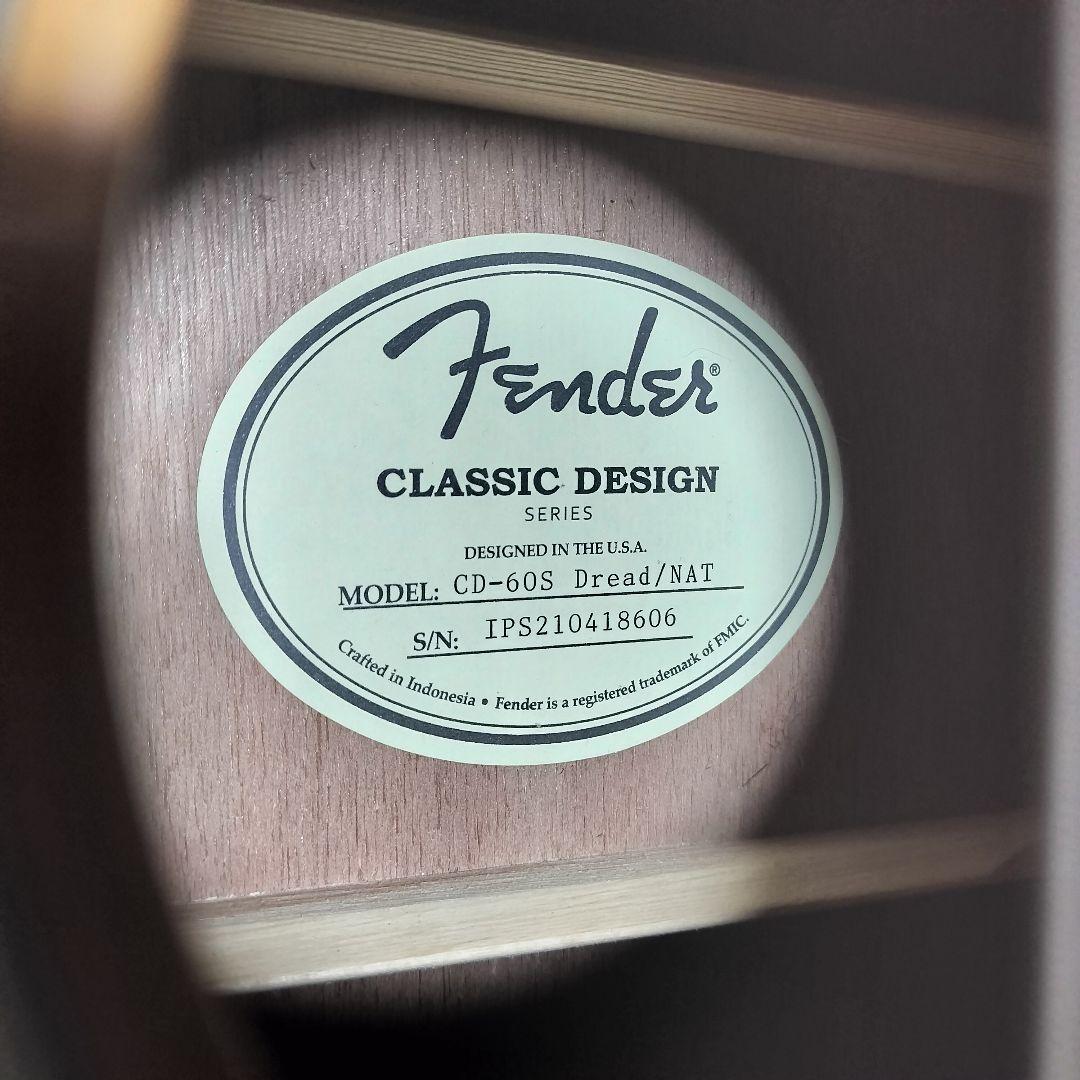 Fender®
CLASSIC DESIGN
SERIES
DESIGNED IN THE U.S.A.
MODEL: CD-60S Dread/NAT
S/N: IPS210418606
Crafted in Indonesia • Fender is a registered trademark of FMIC.